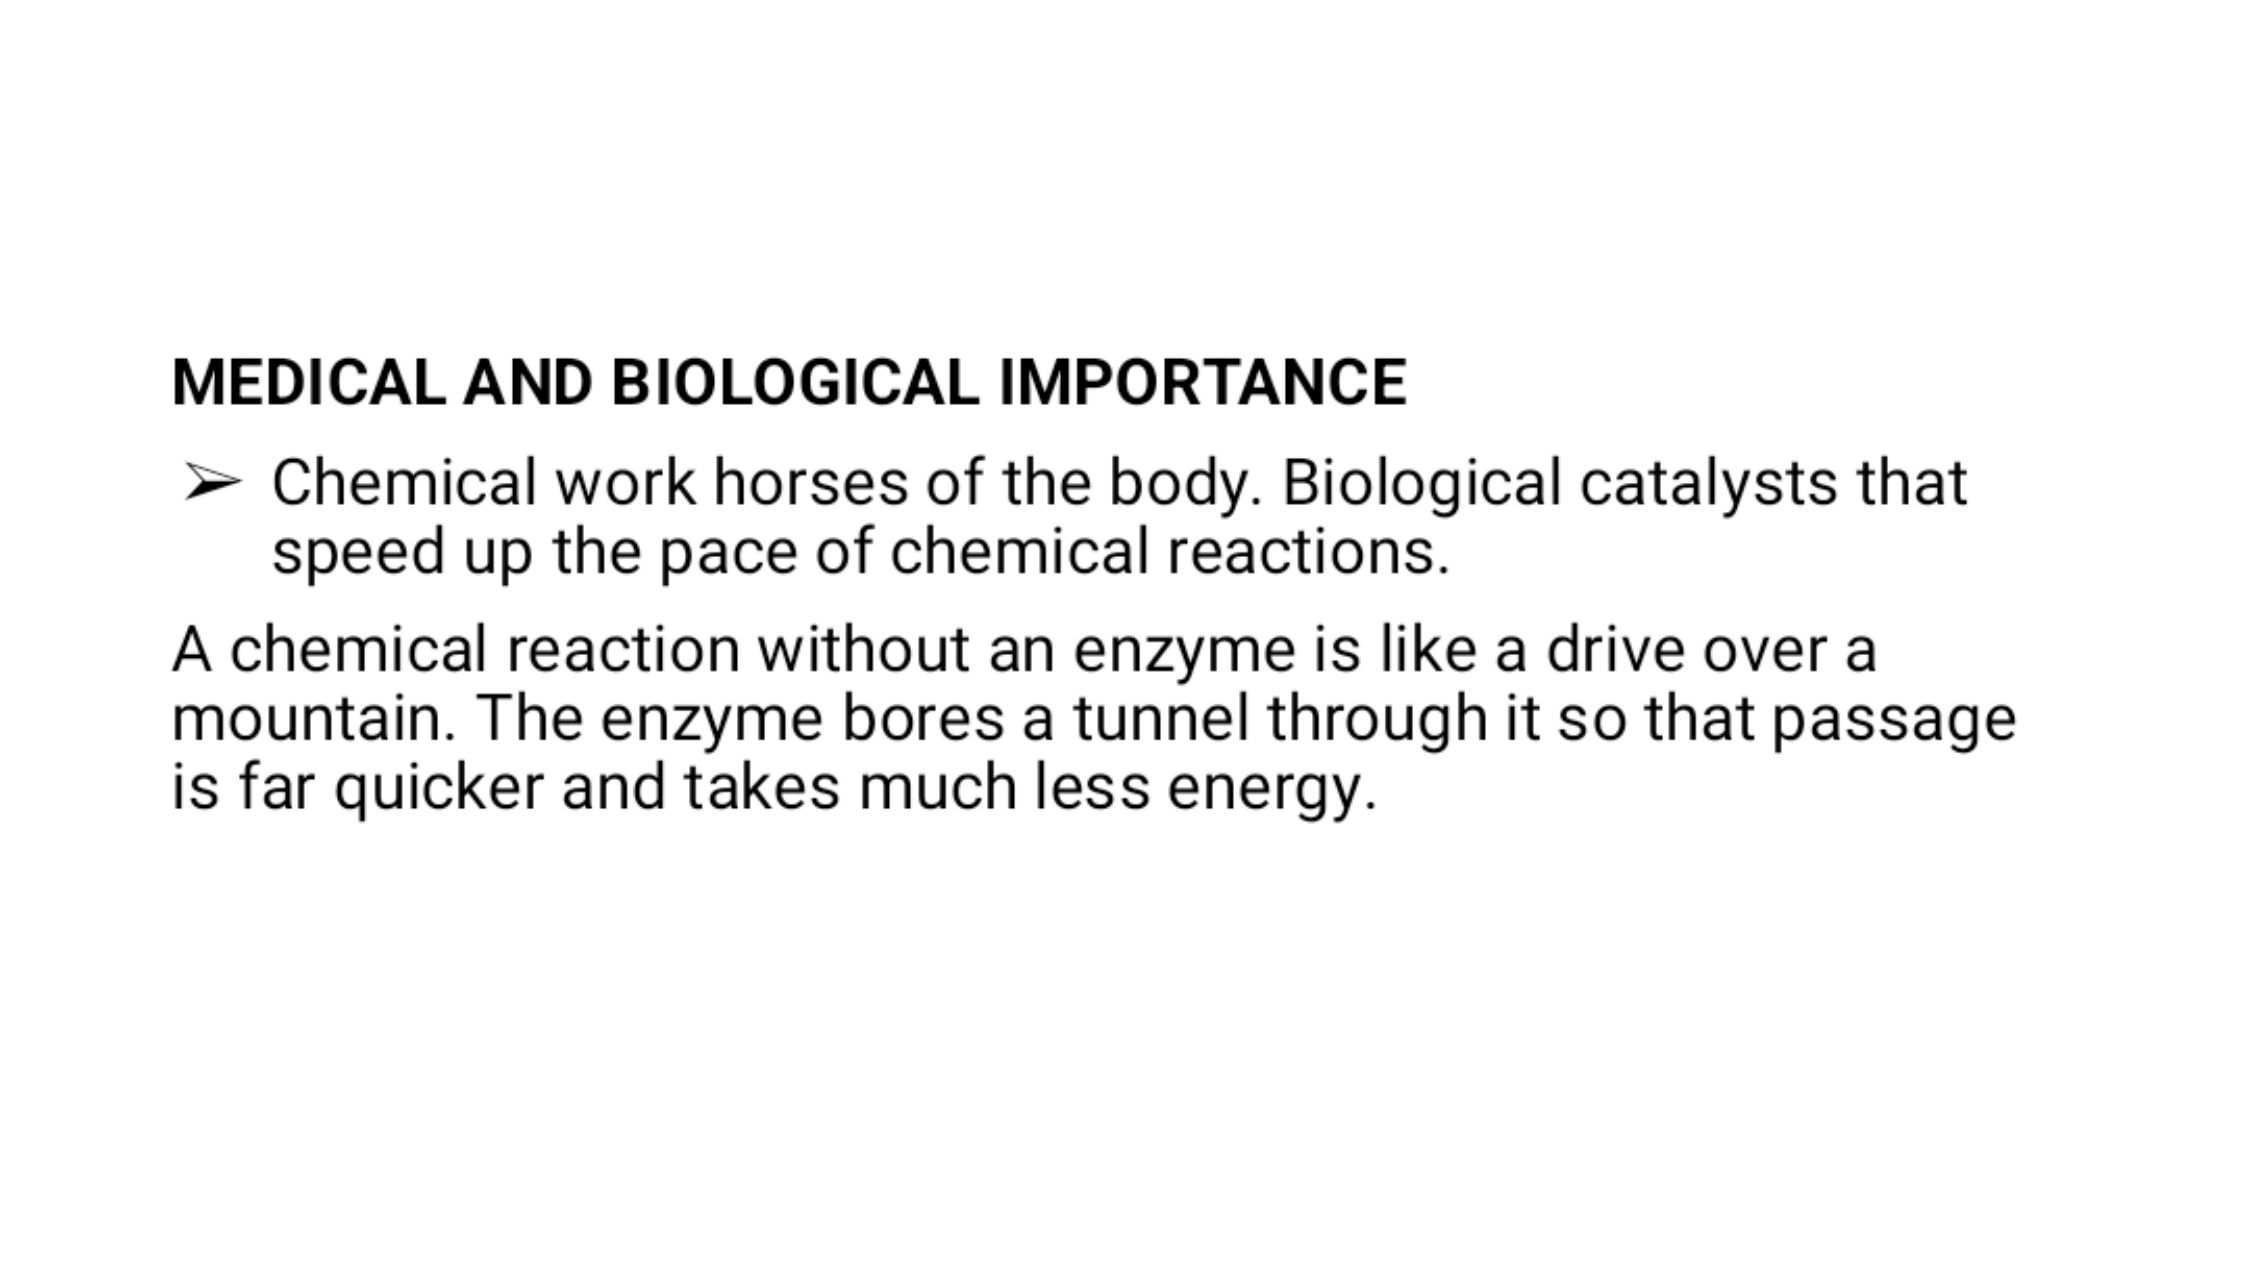 MEDICAL AND BIOLOGICAL IMPORTANCE
➢ Chemical work horses of the body. Biological catalysts that
speed up the pace of chemical reactions.
A chemical reaction without an enzyme is like a drive over a
mountain. The enzyme bores a tunnel through it so that passage
is far quicker and takes much less energy.